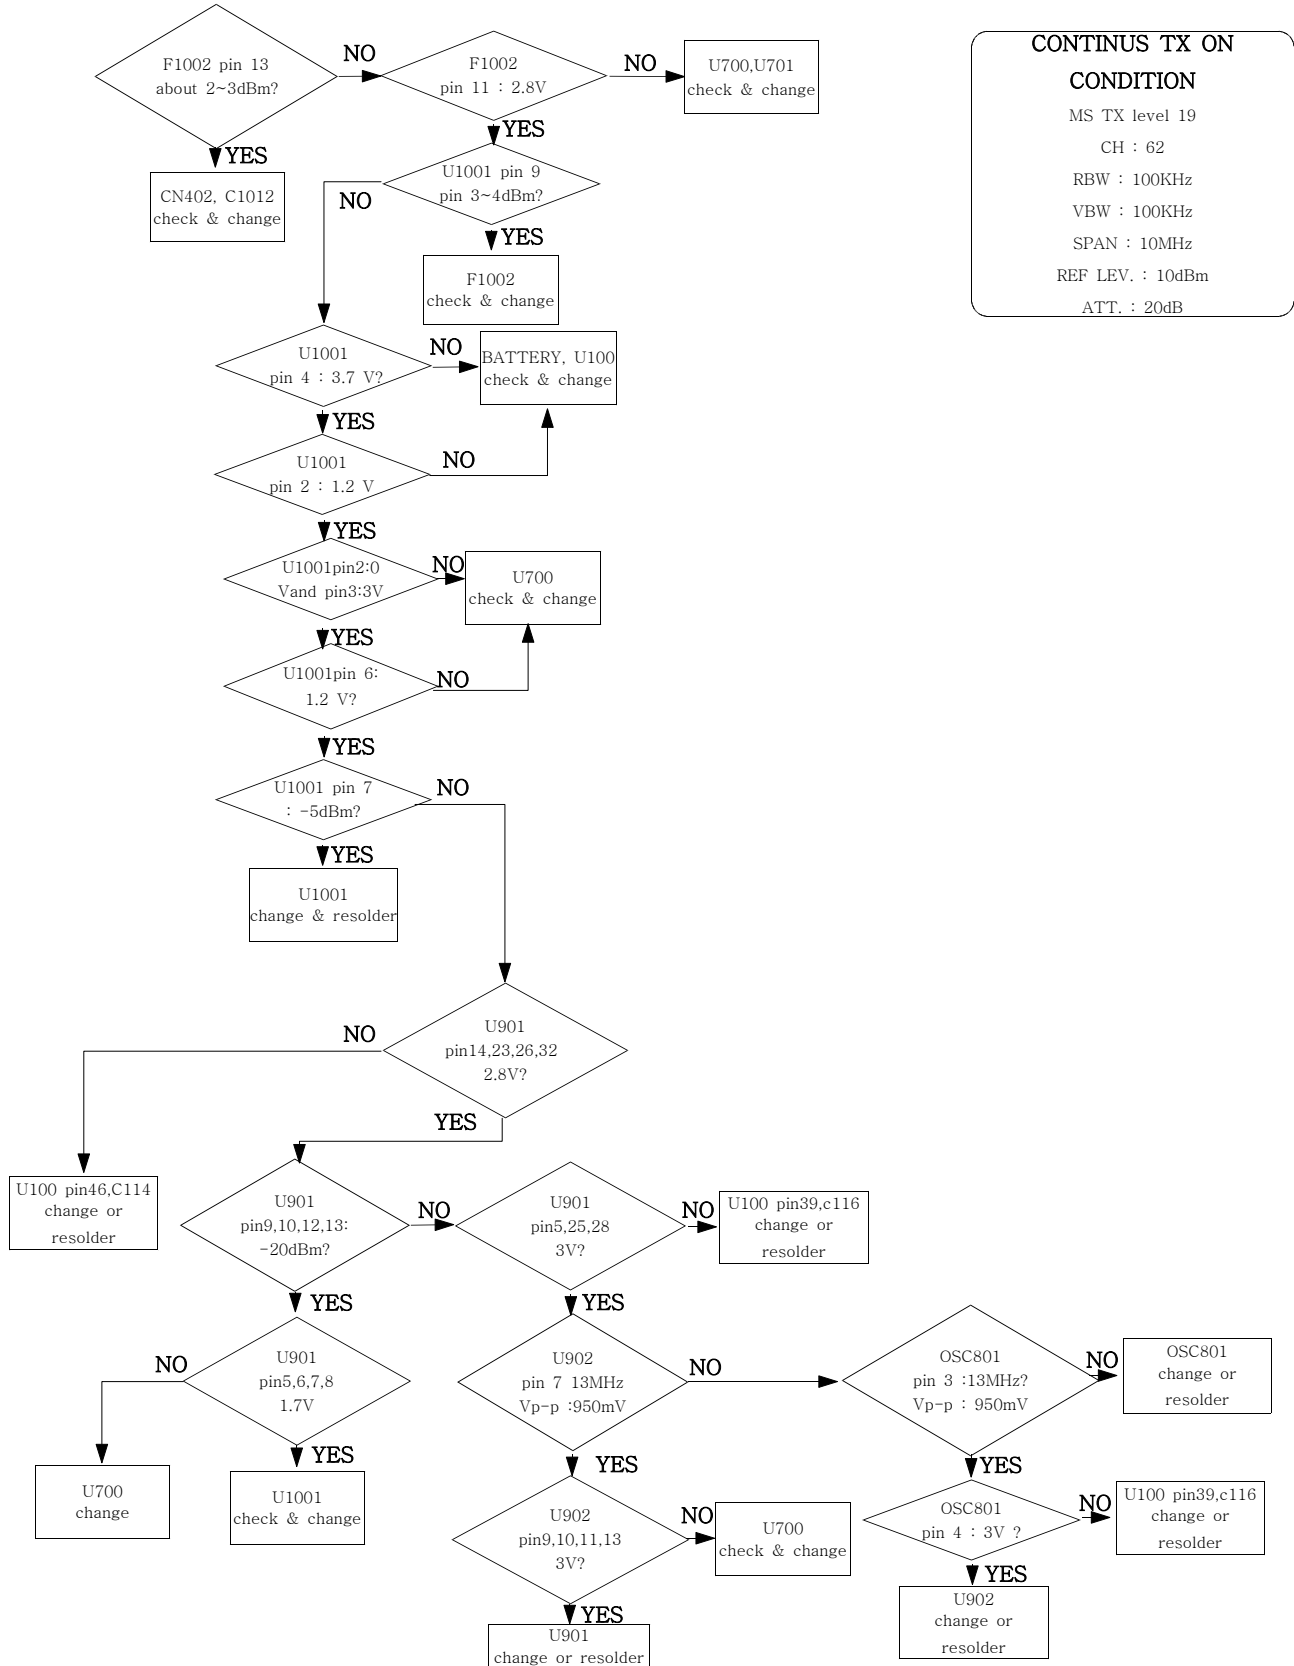 F1002 pin 13
about 2~3dBm?
NO
F1002
pin 11 : 2.8V
NO
U700,U701
check & change
CONTINUS TX ON
CONDITION
MS TX level 19
CH : 62
RBW : 100KHz
VBW : 100KHz
SPAN : 10MHz
REF LEV. : 10dBm
ATT. : 20dB
YES
CN402, C1012
check & change
YES
U1001 pin 9
pin 3~4dBm?
NO
YES
F1002
check & change
U1001
pin 4 : 3.7 V?
NO
BATTERY, U100
check & change
YES
U1001
pin 2 : 1.2 V
NO
YES
U1001pin2:0
Vand pin3:3V
NO
U700
check & change
YES
U1001pin 6:
1.2 V?
NO
YES
U1001 pin 7
: -5dBm?
NO
YES
U1001
change & resolder
U901
pin14,23,26,32
2.8V?
NO
YES
U100 pin46,C114
change or
resolder
U901
pin9,10,12,13:
-20dBm?
NO
U901
pin5,25,28
3V?
NO
U100 pin39,c116
change or
resolder
YES
YES
U901
pin5,6,7,8
1.7V
NO
U902
pin 7 13MHz
Vp-p :950mV
NO
OSC801
pin 3 :13MHz?
Vp-p : 950mV
NO
OSC801
change or
resolder
YES
YES
YES
U700
change
U1001
check & change
U902
pin9,10,11,13
3V?
NO
U700
check & change
OSC801
pin 4 : 3V ?
NO
U100 pin39,c116
change or
resolder
YES
YES
U901
change or resolder
U902
change or
resolder